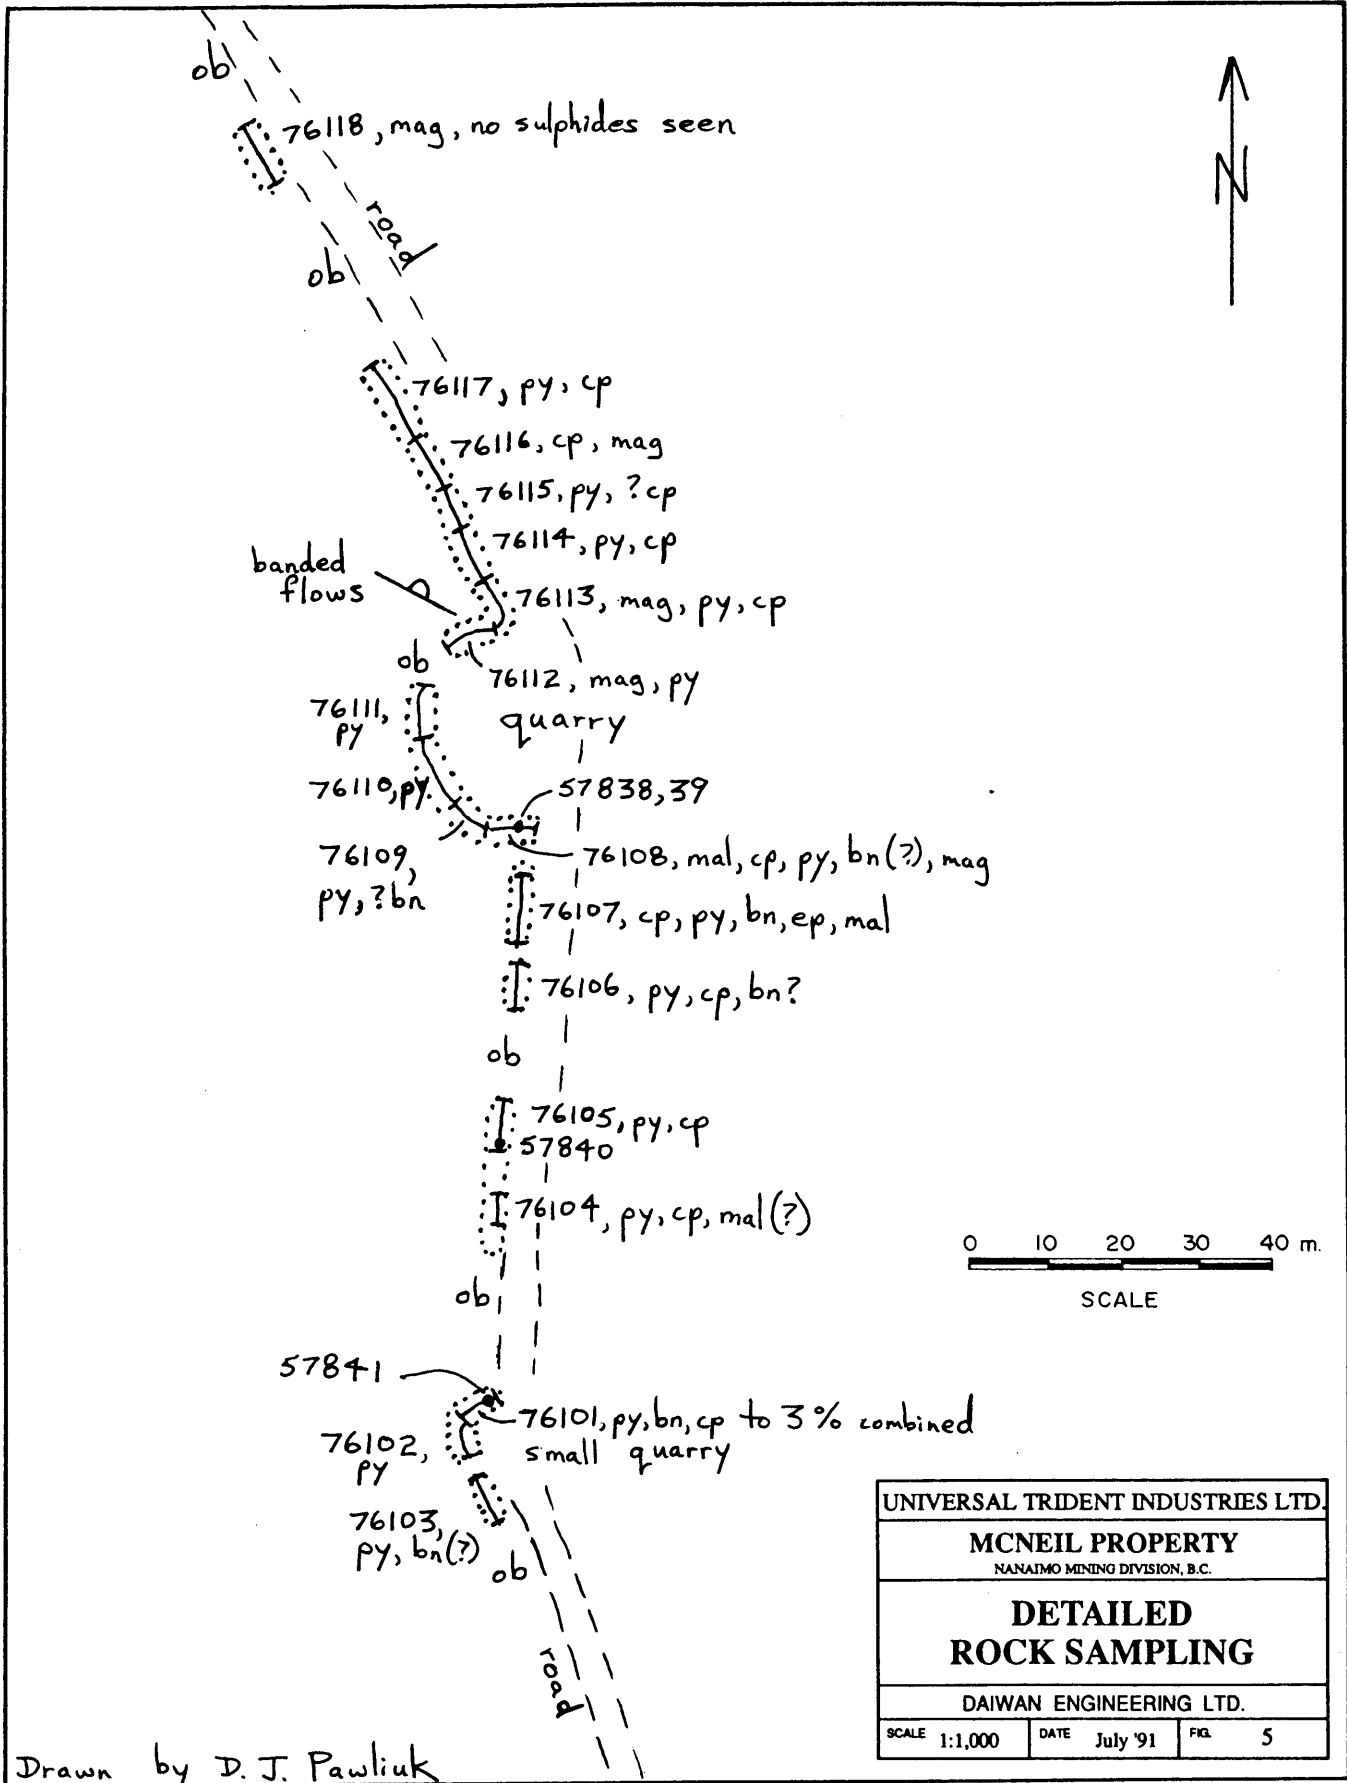 ob
76118, mag, no sulphides seen
N
road
ob
76117, py, cp
76116, cp, mag
76115, py, ?cp
76114, py, cp
banded
flows
76113, mag, py, cp
ob
76112, mag, py
76111,
py
quarry
76110, py
57838, 39
76109,
py, ?bn
76108, mal, cp, py, bn(?), mag
76107, cp, py, bn, ep, mal
76106, py, cp, bn?
ob
76105, py, cp
57840
76104, py, cp, mal(?)
0 10 20 30 40 m.
SCALE
ob
57841
76101, py, bn, cp to 3% combined
small quarry
76102,
py
76103,
py, bn(?)
ob
road
UNIVERSAL TRIDENT INDUSTRIES LTD.
MCNEIL PROPERTY
NANAIMO MINING DIVISION, B.C.
DETAILED
ROCK SAMPLING
DAIWAN ENGINEERING LTD.
SCALE 1:1,000 DATE July '91 FIG. 5
Drawn by D. J. Pawliuk